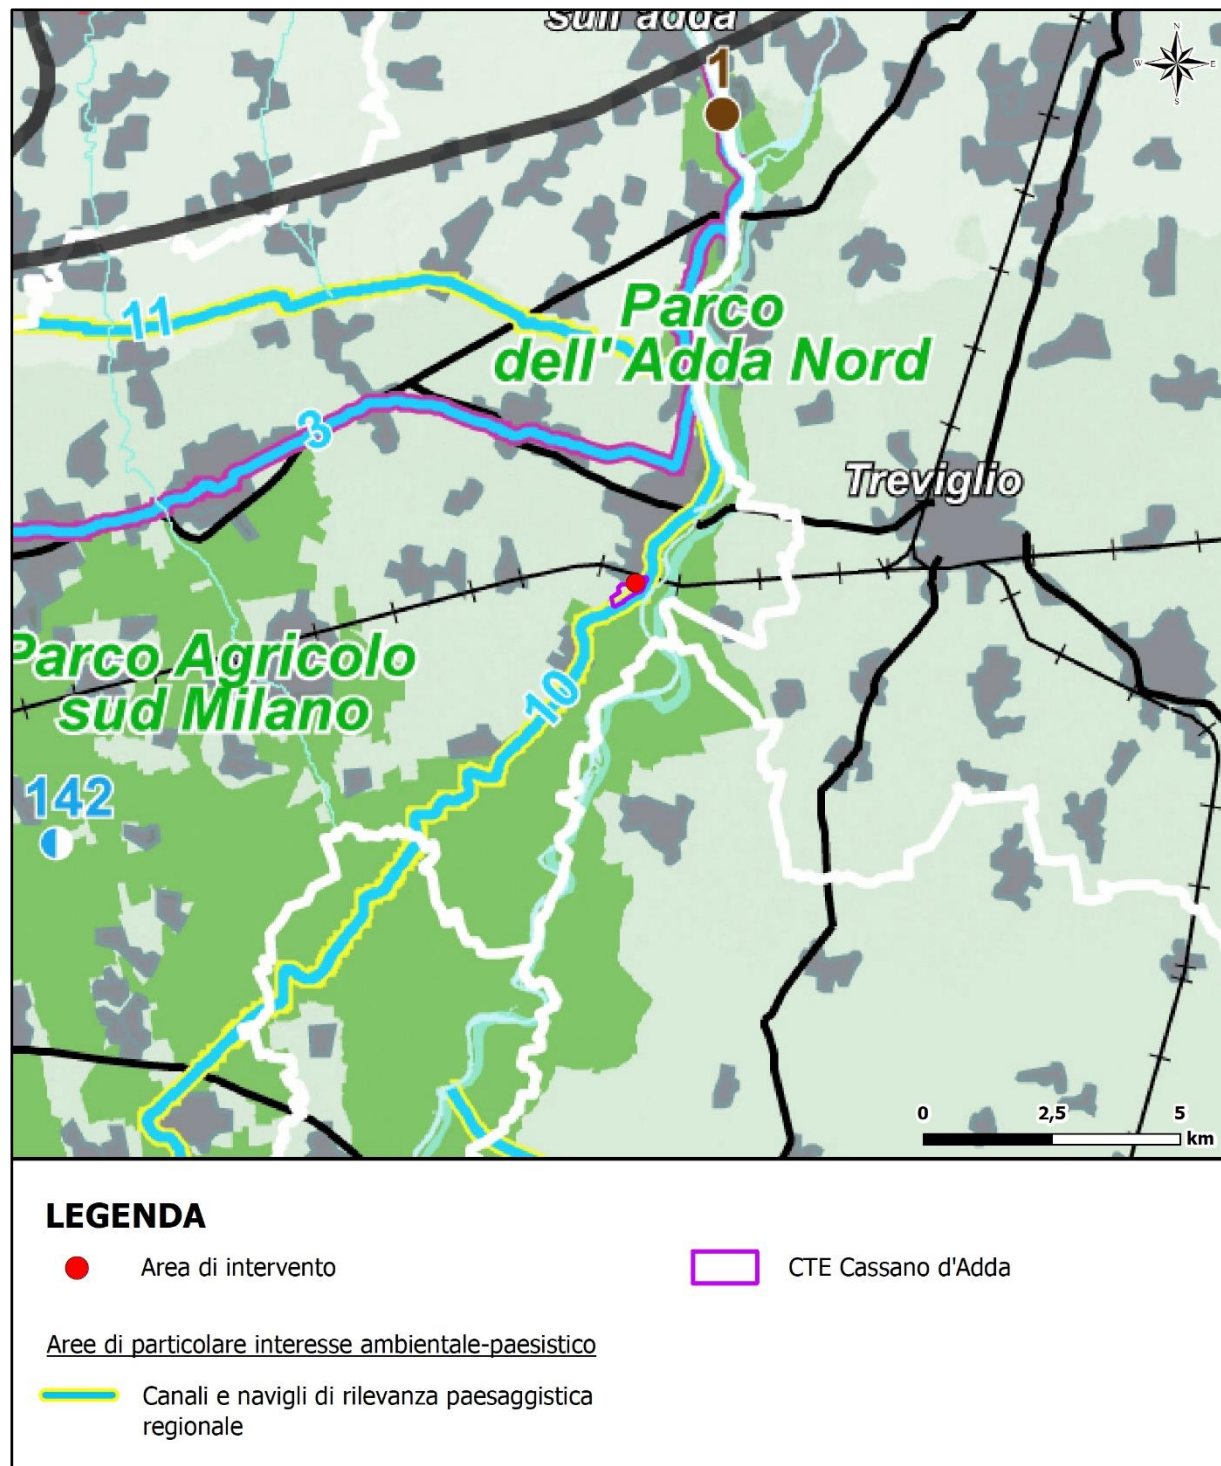 sull'adda
N
W E
S
1
Parco
dell' Adda Nord
11
3
Treviglio
Parco Agricolo
sud Milano
10
142
0 2,5 5
km
LEGENDA
Area di intervento
CTE Cassano d'Adda
Aree di particolare interesse ambientale-paesistico
Canali e navigli di rilevanza paesaggistica
regionale